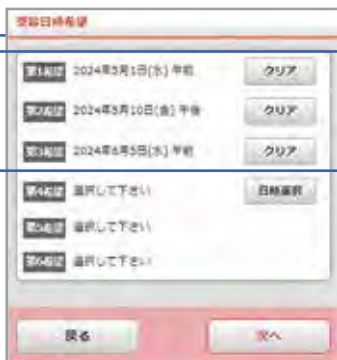 受診日時希望
第1希望 2024年5月1日(水) 午前 クリア
第2希望 2024年5月10日(金) 午後 クリア
第3希望 2024年6月5日(水) 午前 クリア
第4希望 選択して下さい 日時選択
第5希望 選択して下さい
第6希望 選択して下さい
戻る 次へ